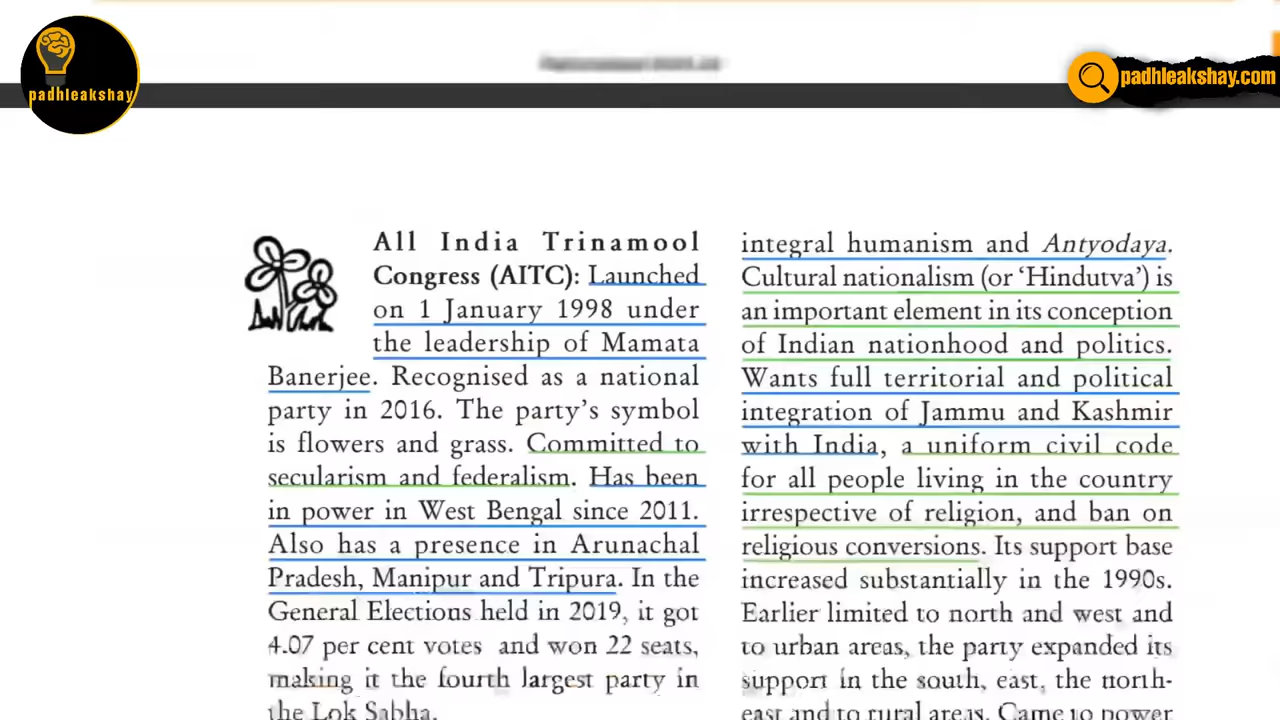 padhleakshay
padhleakshay.com
All India Trinamool
Congress (AITC): Launched
on 1 January 1998 under
the leadership of Mamata
Banerjee. Recognised as a national
party in 2016. The party’s symbol
is flowers and grass. Committed to
secularism and federalism. Has been
in power in West Bengal since 2011.
Also has a presence in Arunachal
Pradesh, Manipur and Tripura. In the
General Elections held in 2019, it got
4.07 per cent votes and won 22 seats,
making it the fourth largest party in
the Lok Sabha.
integral humanism and Antyodaya.
Cultural nationalism (or ‘Hindutva’) is
an important element in its conception
of Indian nationhood and politics.
Wants full territorial and political
integration of Jammu and Kashmir
with India, a uniform civil code
for all people living in the country
irrespective of religion, and ban on
religious conversions. Its support base
increased substantially in the 1990s.
Earlier limited to north and west and
to urban areas, the party expanded its
support in the south, east, the north-
east and to rural areas. Came to power